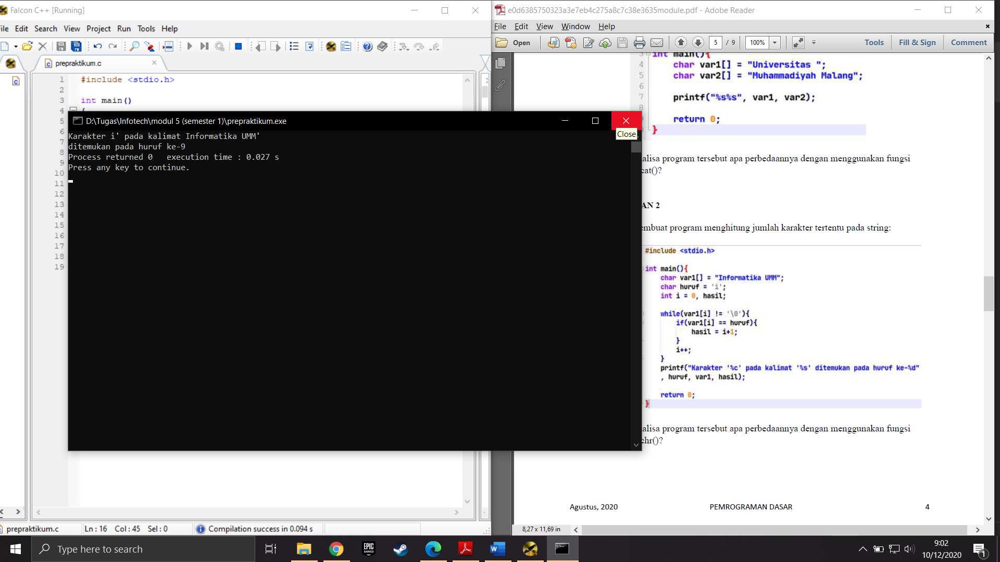 Falcon C++ [Running]
File Edit Search View Project Run Tools Help
prepraktikum.c
1 #include <stdio.h>
2
3 int main()
4 {
5
6
7
8
9
10
11
12
13
14
15
16
17
18
19
D:\Tugas\Infotech\modul 5 (semester 1)\prepraktikum.exe
Close
Karakter i' pada kalimat Informatika UMM'
ditemukan pada huruf ke-9
Process returned 0   execution time : 0.027 s
Press any key to continue.
prepraktikum.c
Ln : 16   Col : 45   Sel : 0
Compilation success in 0.094 s
e0d6385750323a3e7eb4c275a8c7c38e3635module.pdf - Adobe Reader
File Edit View Window Help
Open 5 / 9 100% Tools Fill & Sign Comment
3 int main(){
4 char var1[] = "Universitas ";
5 char var2[] = "Muhammadiyah Malang";
6
7 printf("%s%s", var1, var2);
8
return 0;
}
alisa program tersebut apa perbedaannya dengan menggunakan fungsi
cat()?
AN 2
embuat program menghitung jumlah karakter tertentu pada string:
#include <stdio.h>
int main(){
char var1[] = "Informatika UMM";
char huruf = 'i';
int i = 0, hasil;
while(var1[i] != '\0'){
if(var1[i] == huruf){
hasil = i+1;
}
i++;
}
printf("Karakter '%c' pada kalimat '%s' ditemukan pada huruf ke-%d"
, huruf, var1, hasil);
return 0;
}
alisa program tersebut apa perbedaannya dengan menggunakan fungsi
chr()?
Agustus, 2020 PEMROGRAMAN DASAR 4
8,27 x 11,69 in
Type here to search
EPIC GAMES
9:02
10/12/2020
1